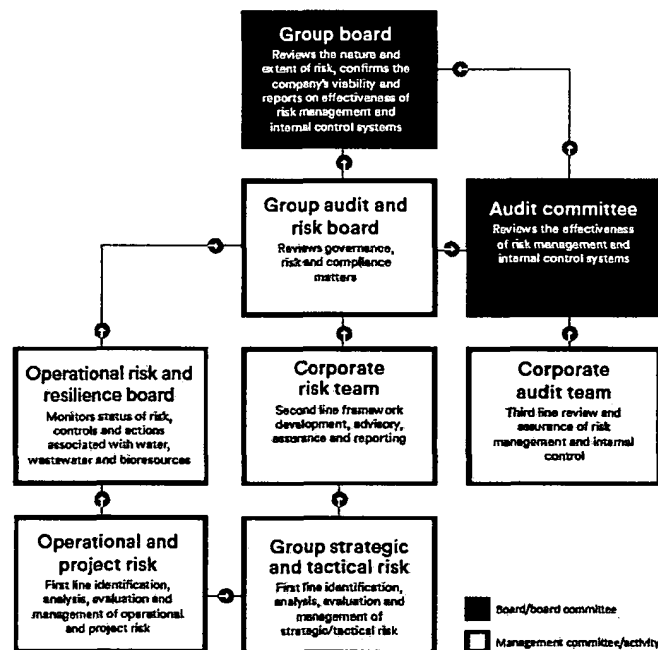 Group board
Reviews the nature and
extent of risk, confirms the
company's viability and
reports on effectiveness of
risk management and
internal control systems
Group audit and
risk board
Reviews governance,
risk and compliance
matters
Audit committee
Reviews the effectiveness
of risk management and
internal control systems
Operational risk and
resilience board
Monitors status of risk,
controls and actions
associated with water,
wastewater and bioresources
Corporate
risk team
Second line framework
development, advisory,
assurance and reporting
Corporate
audit team
Third line review and
assurance of risk
management and internal
control
Operational and
project risk
First line identification,
analysis, evaluation and
management of operational
and project risk
Group strategic
and tactical risk
First line identification,
analysis, evaluation and
management of
strategic/tactical risk
Board/board committee
Management committee/activity